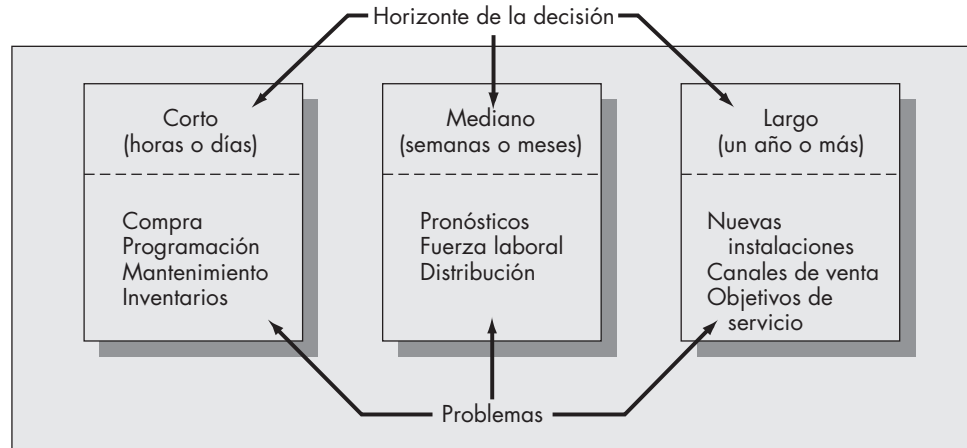 Horizonte de la decisión
Corto
(horas o días)
Compra
Programación
Mantenimiento
Inventarios
Mediano
(semanas o meses)
Pronósticos
Fuerza laboral
Distribución
Largo
(un año o más)
Nuevas
instalaciones
Canales de venta
Objetivos de
servicio
Problemas